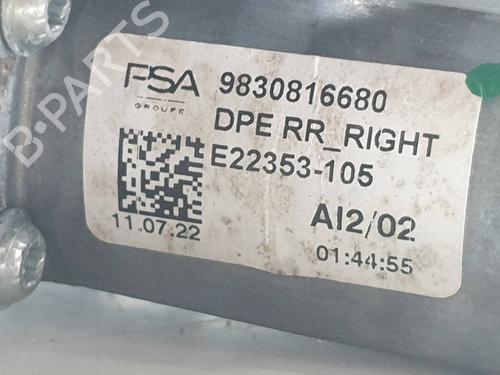 B-PARTS
PSA 9830816680
GROUPE
DPE RR_RIGHT
E22353-105
11.07.22
AI2/02
01:44:55